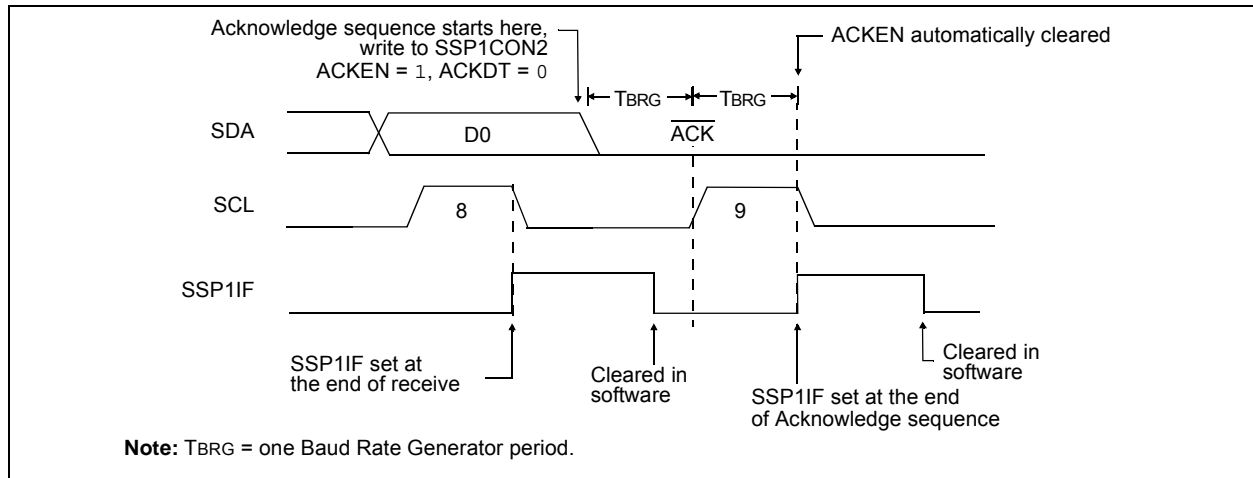 Acknowledge sequence starts here,
write to SSP1CON2
ACKEN = 1, ACKDT = 0
ACKEN automatically cleared
TBRG
TBRG
SDA
D0
ACK
SCL
8
9
SSP1IF
SSP1IF set at
the end of receive
Cleared in
software
SSP1IF set at the end
of Acknowledge sequence
Cleared in
software
Note: TBRG = one Baud Rate Generator period.